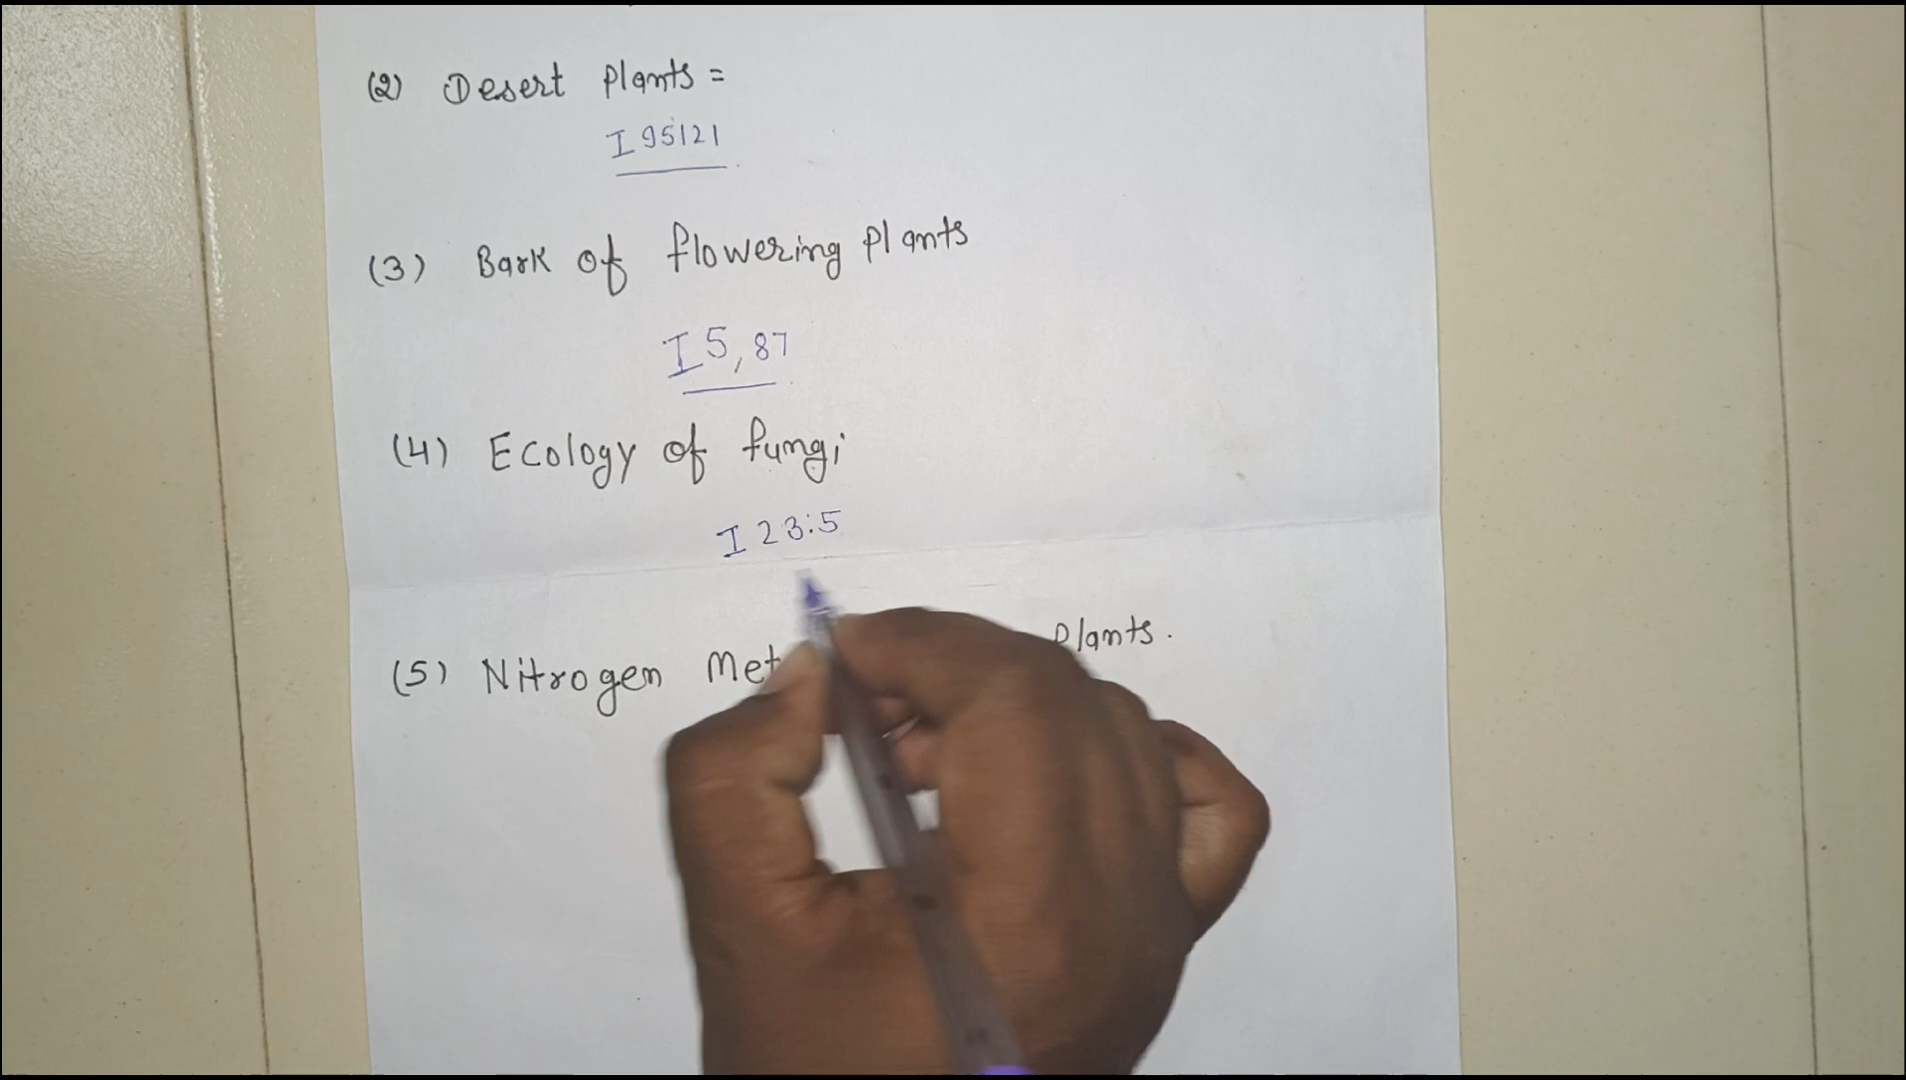 (2) Desert Plants =
I 95121
(3) Bark of flowering Plants
I 5,87
(4) Ecology of fungi
I 23:5
(5) Nitrogen Met Plants.